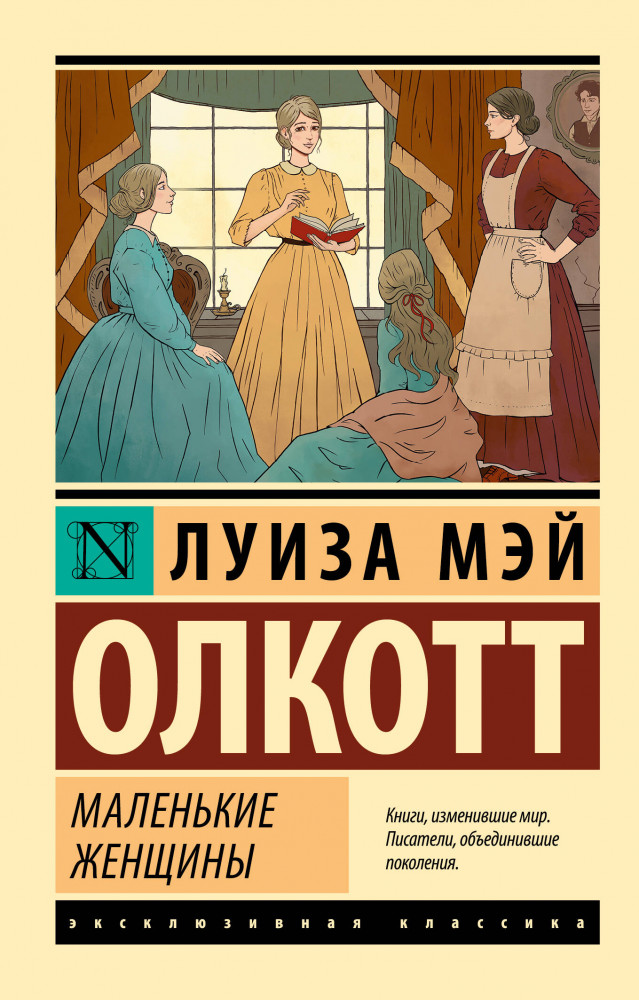 N ЛУИЗА МЭЙ
ОЛКОТТ
МАЛЕНЬКИЕ
ЖЕНЩИНЫ
Книги, изменившие мир.
Писатели, объединившие
поколения.
эксклюзивная классика